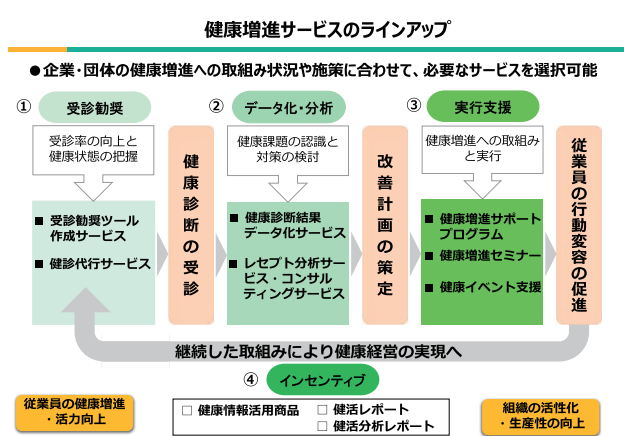 健康増進サービスのラインアップ
●企業・団体の健康増進への取組み状況や施策に合わせて、必要なサービスを選択可能
① 受診勧奨
受診率の向上と
健康状態の把握
■ 受診勧奨ツール
作成サービス
■ 健診代行サービス
健康診断の受診
② データ化・分析
健康課題の認識と
対策の検討
■ 健康診断結果
データ化サービス
■ レセプト分析サー
ビス・コンサル
ティングサービス
改善計画の策定
③ 実行支援
健康増進への取組み
と実行
■ 健康増進サポート
プログラム
■ 健康増進セミナー
■ 健康イベント支援
従業員の行動変容の促進
継続した取組みにより健康経営の実現へ
④ インセンティブ
□ 健康情報活用商品
□ 健活レポート
□ 健活分析レポート
従業員の健康増進
・活力向上
組織の活性化
・生産性の向上